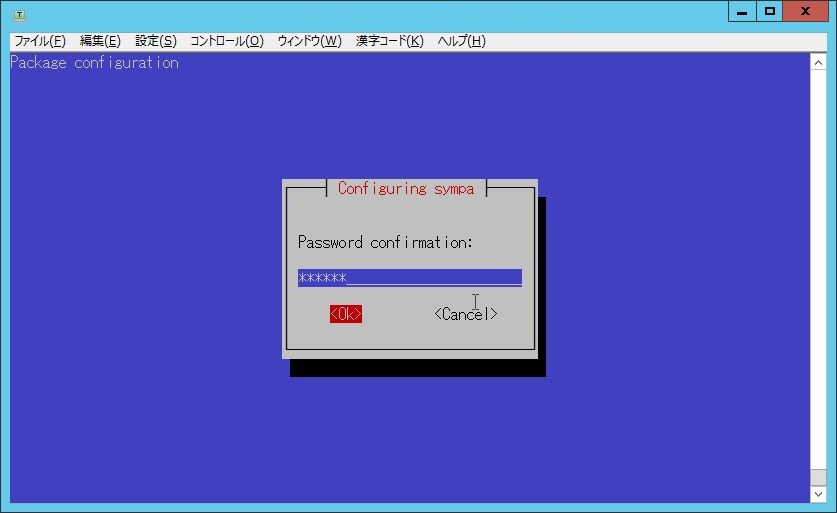 ファイル(F) 編集(E) 設定(S) コントロール(O) ウィンドウ(W) 漢字コード(K) ヘルプ(H)
Package configuration
Configuring sympa
Password confirmation:
******
<Ok> <Cancel>